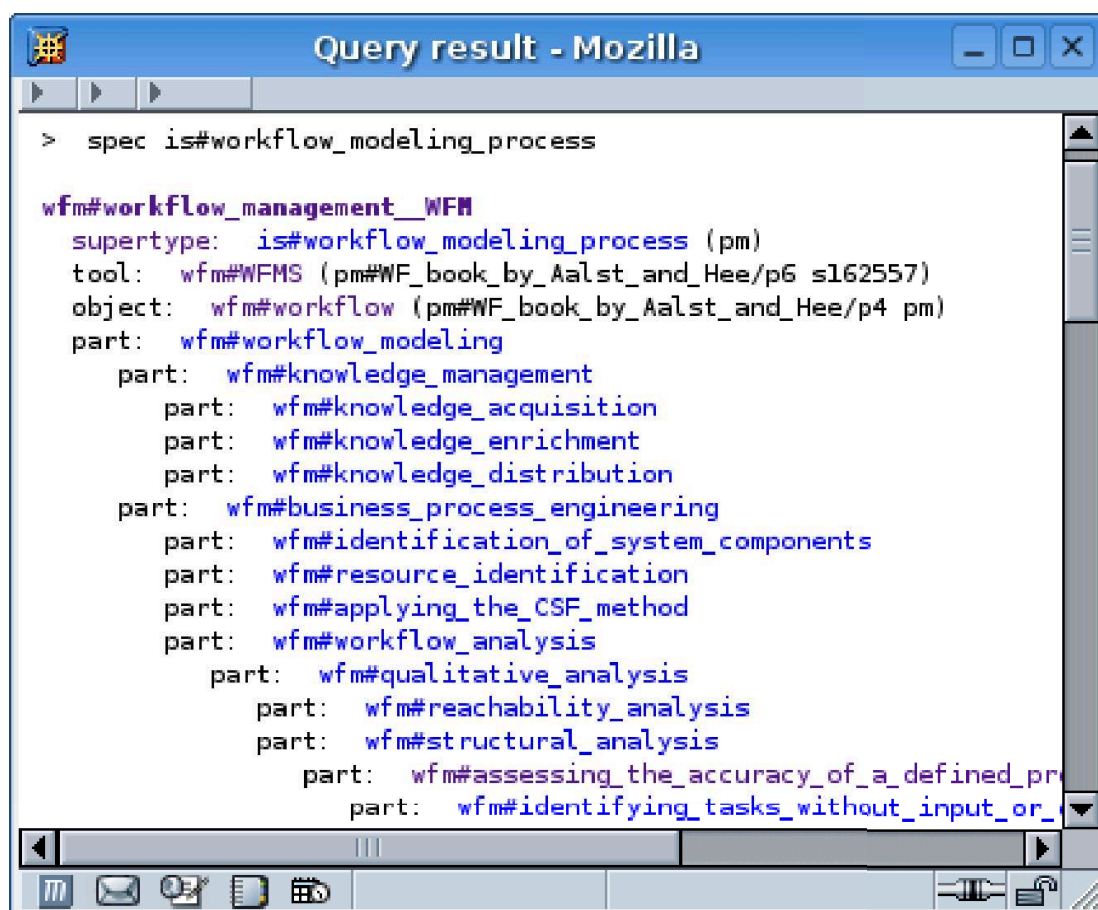 Query result - Mozilla
> spec is#workflow_modeling_process
wfm#workflow_management__WFM
supertype: is#workflow_modeling_process (pm)
tool: wfm#WFMS (pm#WF_book_by_Aalst_and_Hee/p6 s162557)
object: wfm#workflow (pm#WF_book_by_Aalst_and_Hee/p4 pm)
part: wfm#workflow_modeling
part: wfm#knowledge_management
part: wfm#knowledge_acquisition
part: wfm#knowledge_enrichment
part: wfm#knowledge_distribution
part: wfm#business_process_engineering
part: wfm#identification_of_system_components
part: wfm#resource_identification
part: wfm#applying_the_CSF_method
part: wfm#workflow_analysis
part: wfm#qualitative_analysis
part: wfm#reachability_analysis
part: wfm#structural_analysis
part: wfm#assessing_the_accuracy_of_a_defined_pr
part: wfm#identifying_tasks_without_input_or_